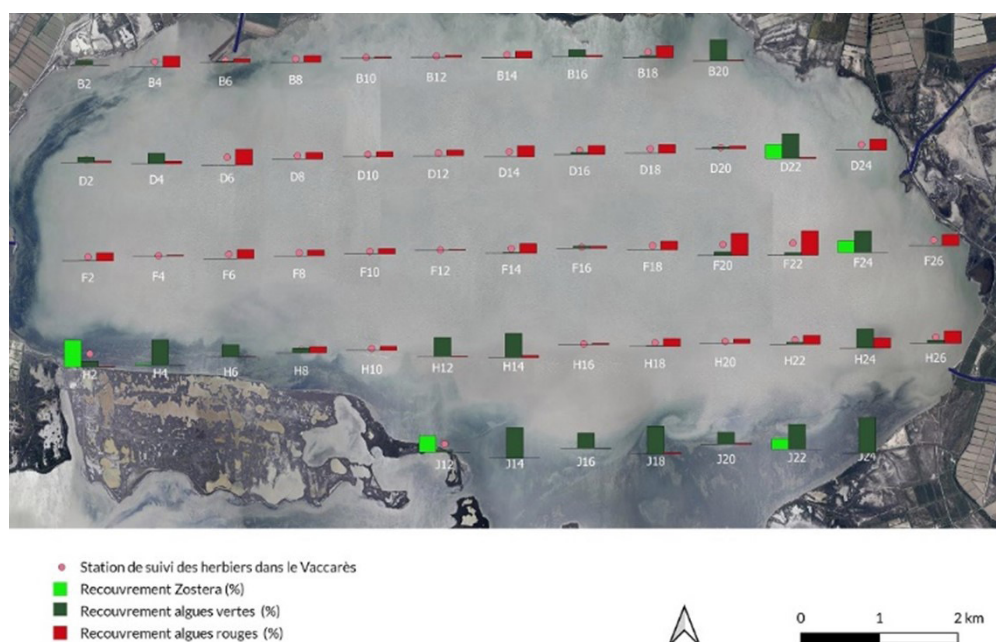 B2 B4 B6 B8 B10 B12 B14 B16 B18 B20
D2 D4 D6 D8 D10 D12 D14 D16 D18 D20 D22 D24
F2 F4 F6 F8 F10 F12 F14 F16 F18 F20 F22 F24 F26
H2 H4 H6 H8 H10 H12 H14 H16 H18 H20 H22 H24 H26
J12 J14 J16 J18 J20 J22 J24
Station de suivi des herbiers dans le Vaccarès
Recouvrement Zostera (%)
Recouvrement algues vertes (%)
Recouvrement algues rouges (%)
0 1 2 km